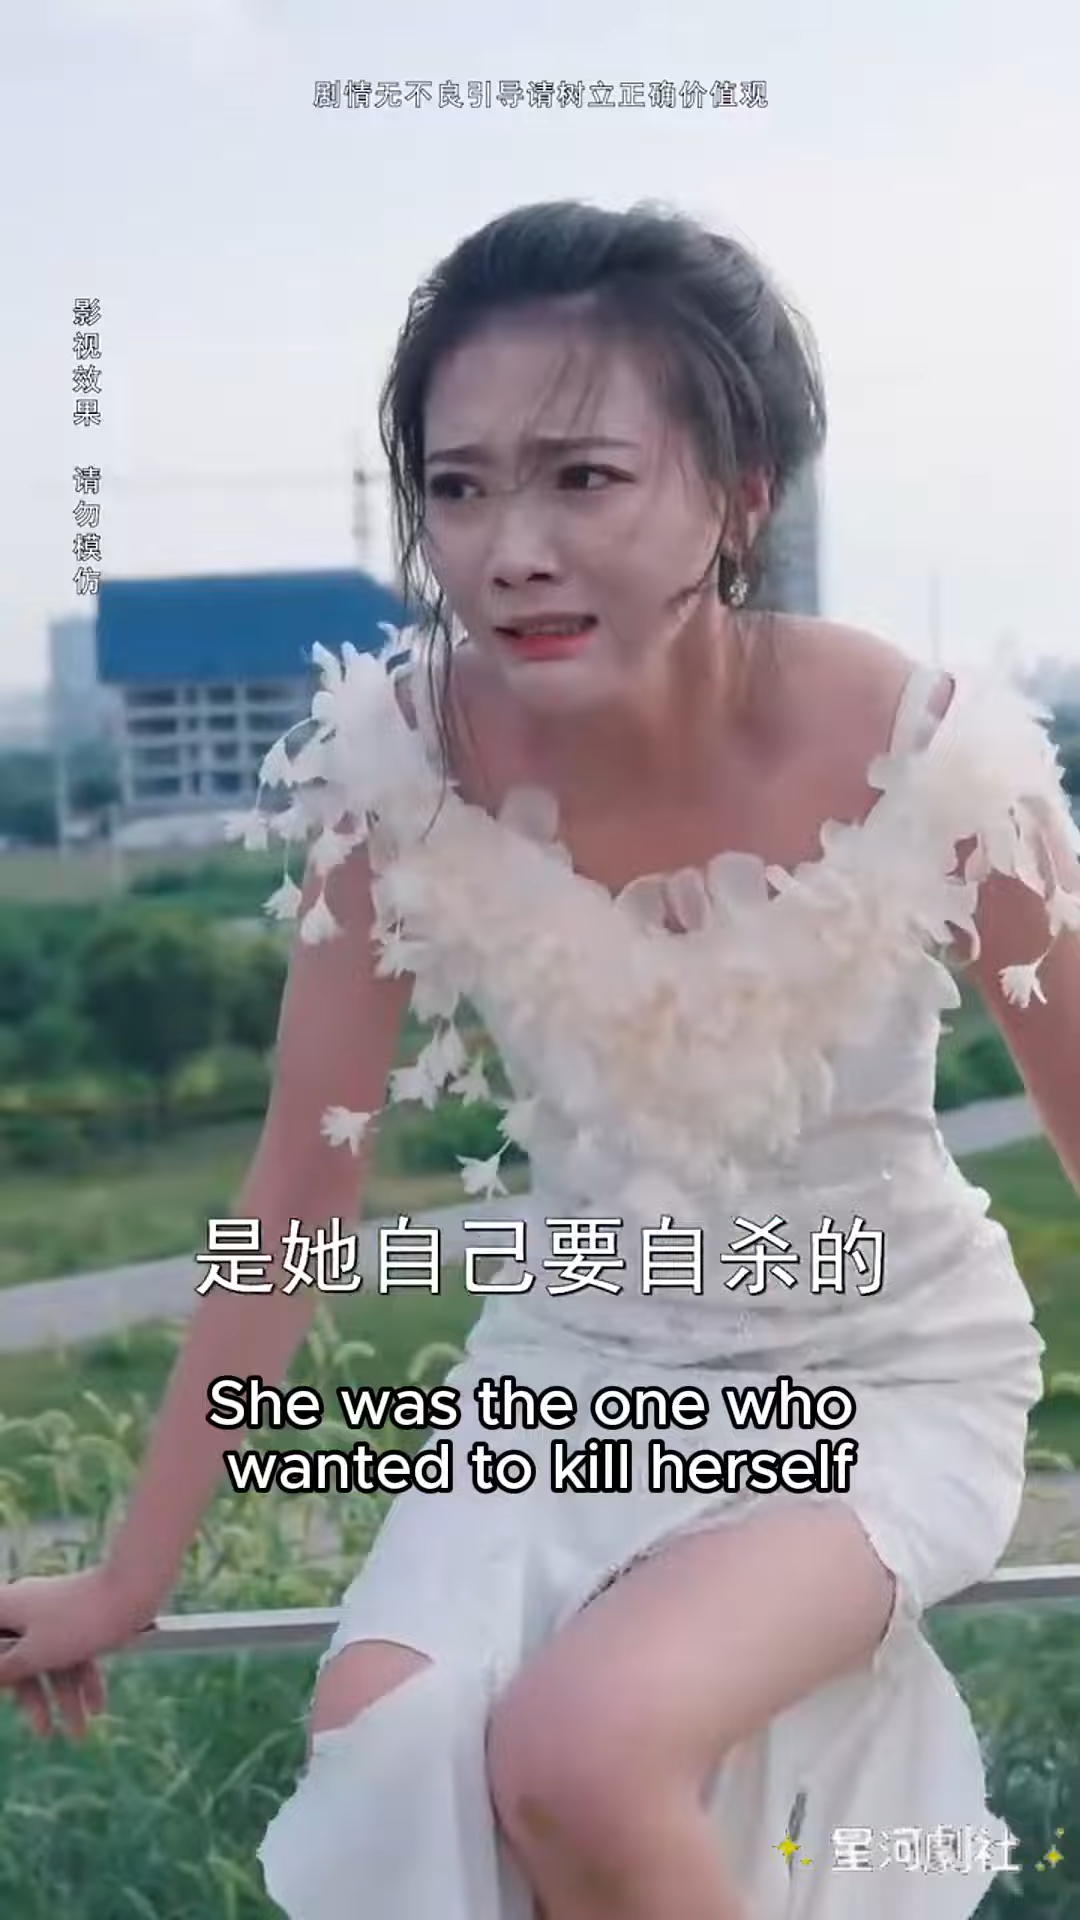 剧情无不良引导请树立正确价值观
影视效果 请勿模仿
是她自己要自杀的
She was the one who
wanted to kill herself
星河劇社